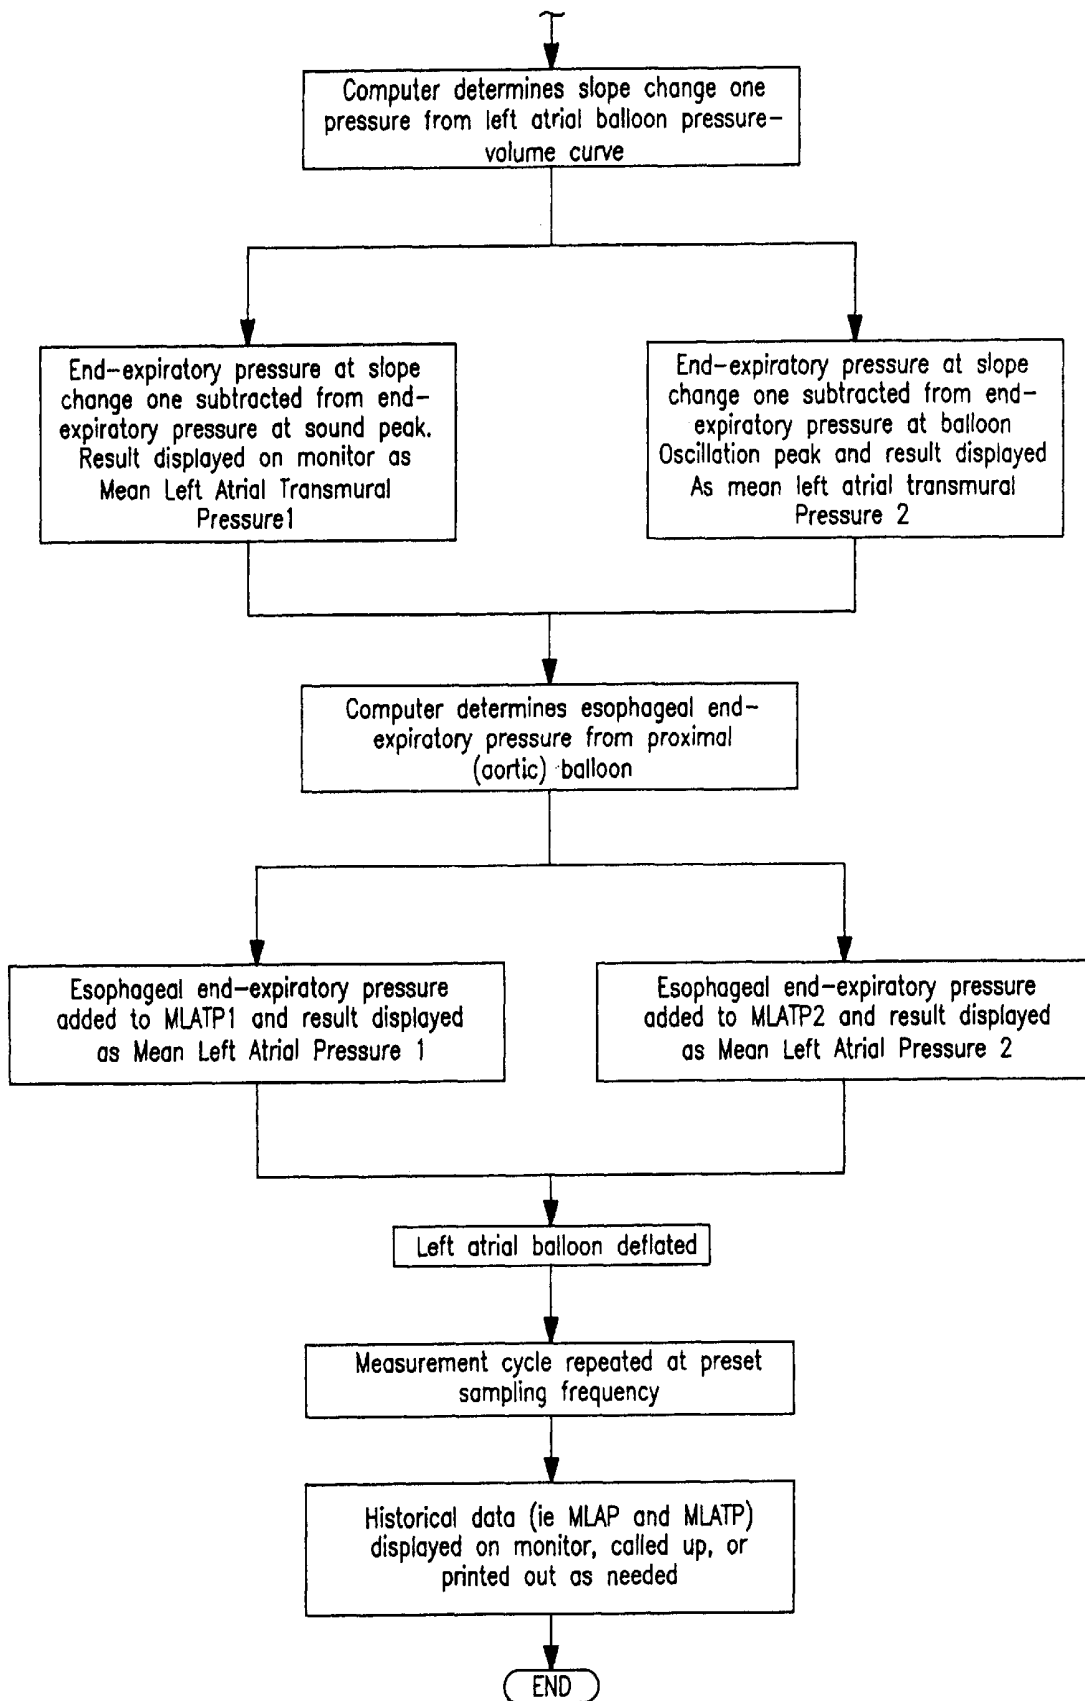 Computer determines slope change one
pressure from left atrial balloon pressure-
volume curve
End-expiratory pressure at slope
change one subtracted from end-
expiratory pressure at sound peak.
Result displayed on monitor as
Mean Left Atrial Transmural
Pressure1
End-expiratory pressure at slope
change one subtracted from end-
expiratory pressure at balloon
Oscillation peak and result displayed
As mean left atrial transmural
Pressure 2
Computer determines esophageal end-
expiratory pressure from proximal
(aortic) balloon
Esophageal end-expiratory pressure
added to MLATP1 and result displayed
as Mean Left Atrial Pressure 1
Esophageal end-expiratory pressure
added to MLATP2 and result displayed
as Mean Left Atrial Pressure 2
Left atrial balloon deflated
Measurement cycle repeated at preset
sampling frequency
Historical data (ie MLAP and MLATP)
displayed on monitor, called up, or
printed out as needed
END